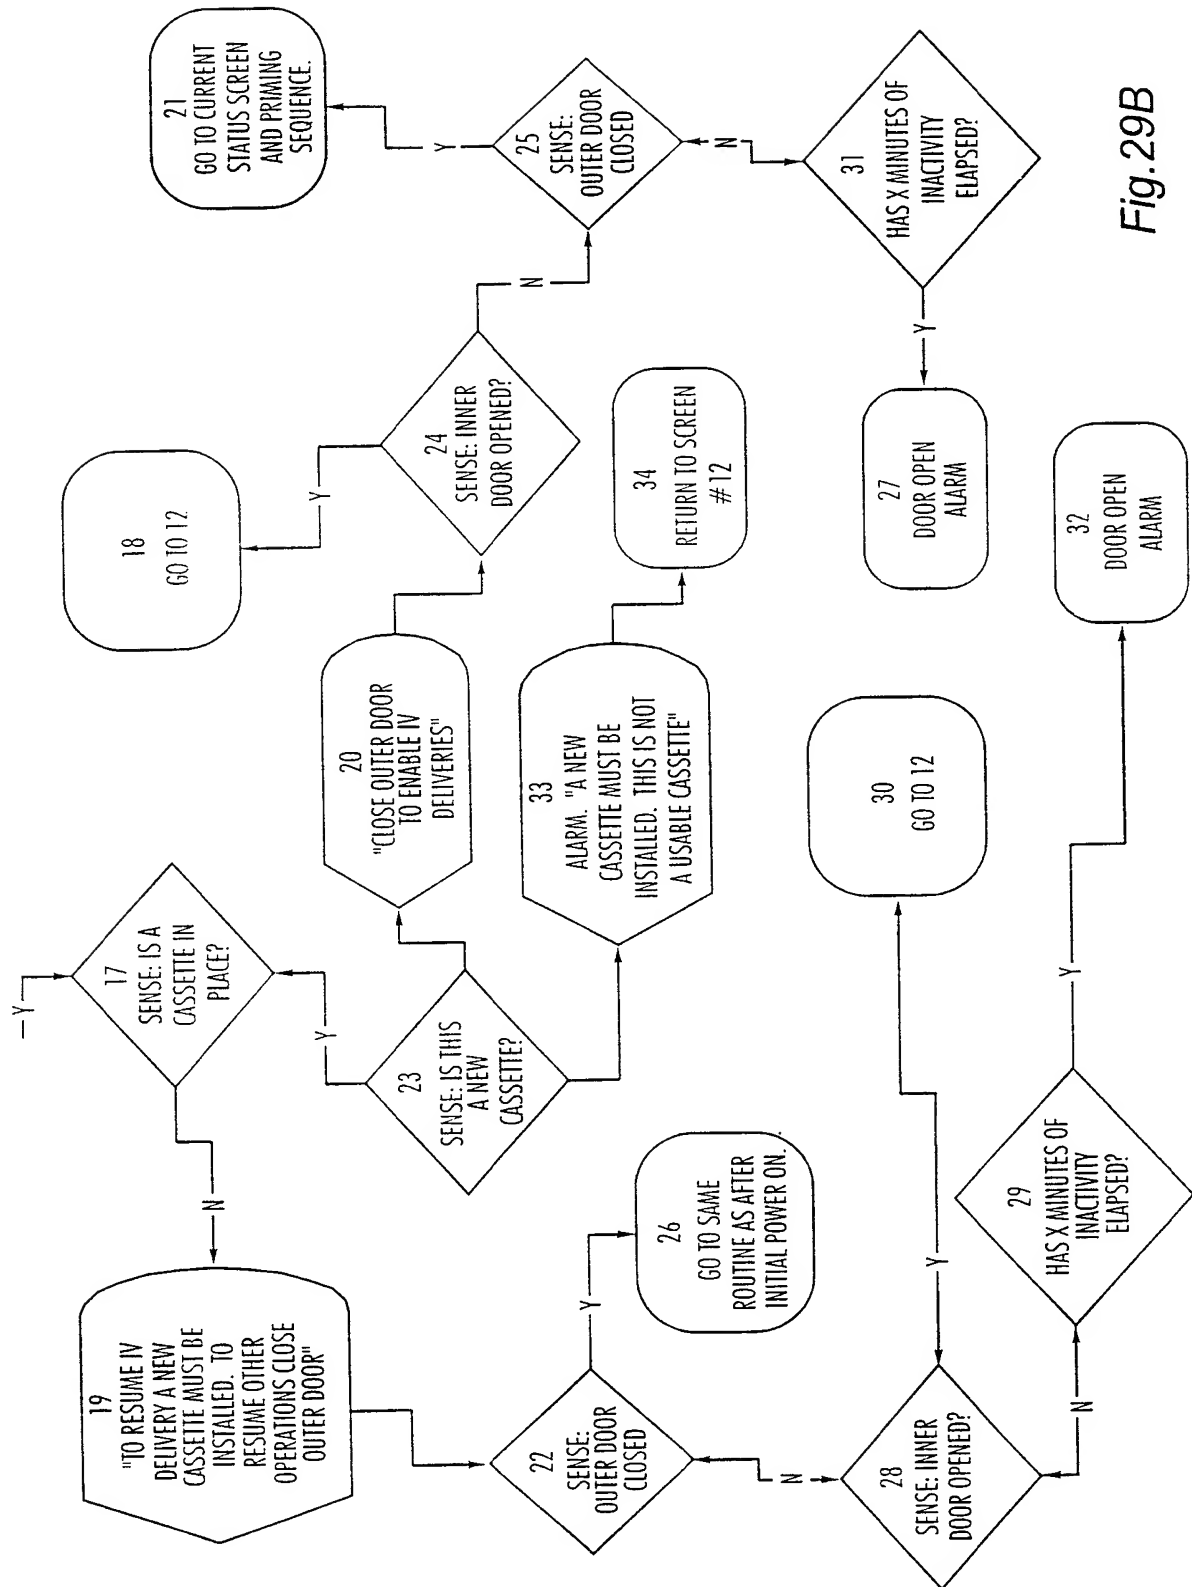 –Y
17
SENSE: IS A
CASSETTE IN
PLACE?
N
19
"TO RESUME IV
DELIVERY A NEW
CASSETTE MUST BE
INSTALLED. TO
RESUME OTHER
OPERATIONS CLOSE
OUTER DOOR"
Y
23
SENSE: IS THIS
A NEW
CASSETTE?
20
"CLOSE OUTER DOOR
TO ENABLE IV
DELIVERIES"
33
ALARM. "A NEW
CASSETTE MUST BE
INSTALLED. THIS IS NOT
A USABLE CASSETTE"
18
GO TO 12
Y
24
SENSE: INNER
DOOR OPENED?
34
RETURN TO SCREEN
#12
N
21
GO TO CURRENT
STATUS SCREEN
AND PRIMING
SEQUENCE.
Y
25
SENSE:
OUTER DOOR
CLOSED
N
31
HAS X MINUTES OF
INACTIVITY
ELAPSED?
Y
27
DOOR OPEN
ALARM
22
SENSE:
OUTER DOOR
CLOSED
Y
26
GO TO SAME
ROUTINE AS AFTER
INITIAL POWER ON.
N
28
SENSE: INNER
DOOR OPENED?
Y
30
GO TO 12
N
29
HAS X MINUTES OF
INACTIVITY
ELAPSED?
Y
32
DOOR OPEN
ALARM
Fig.29B